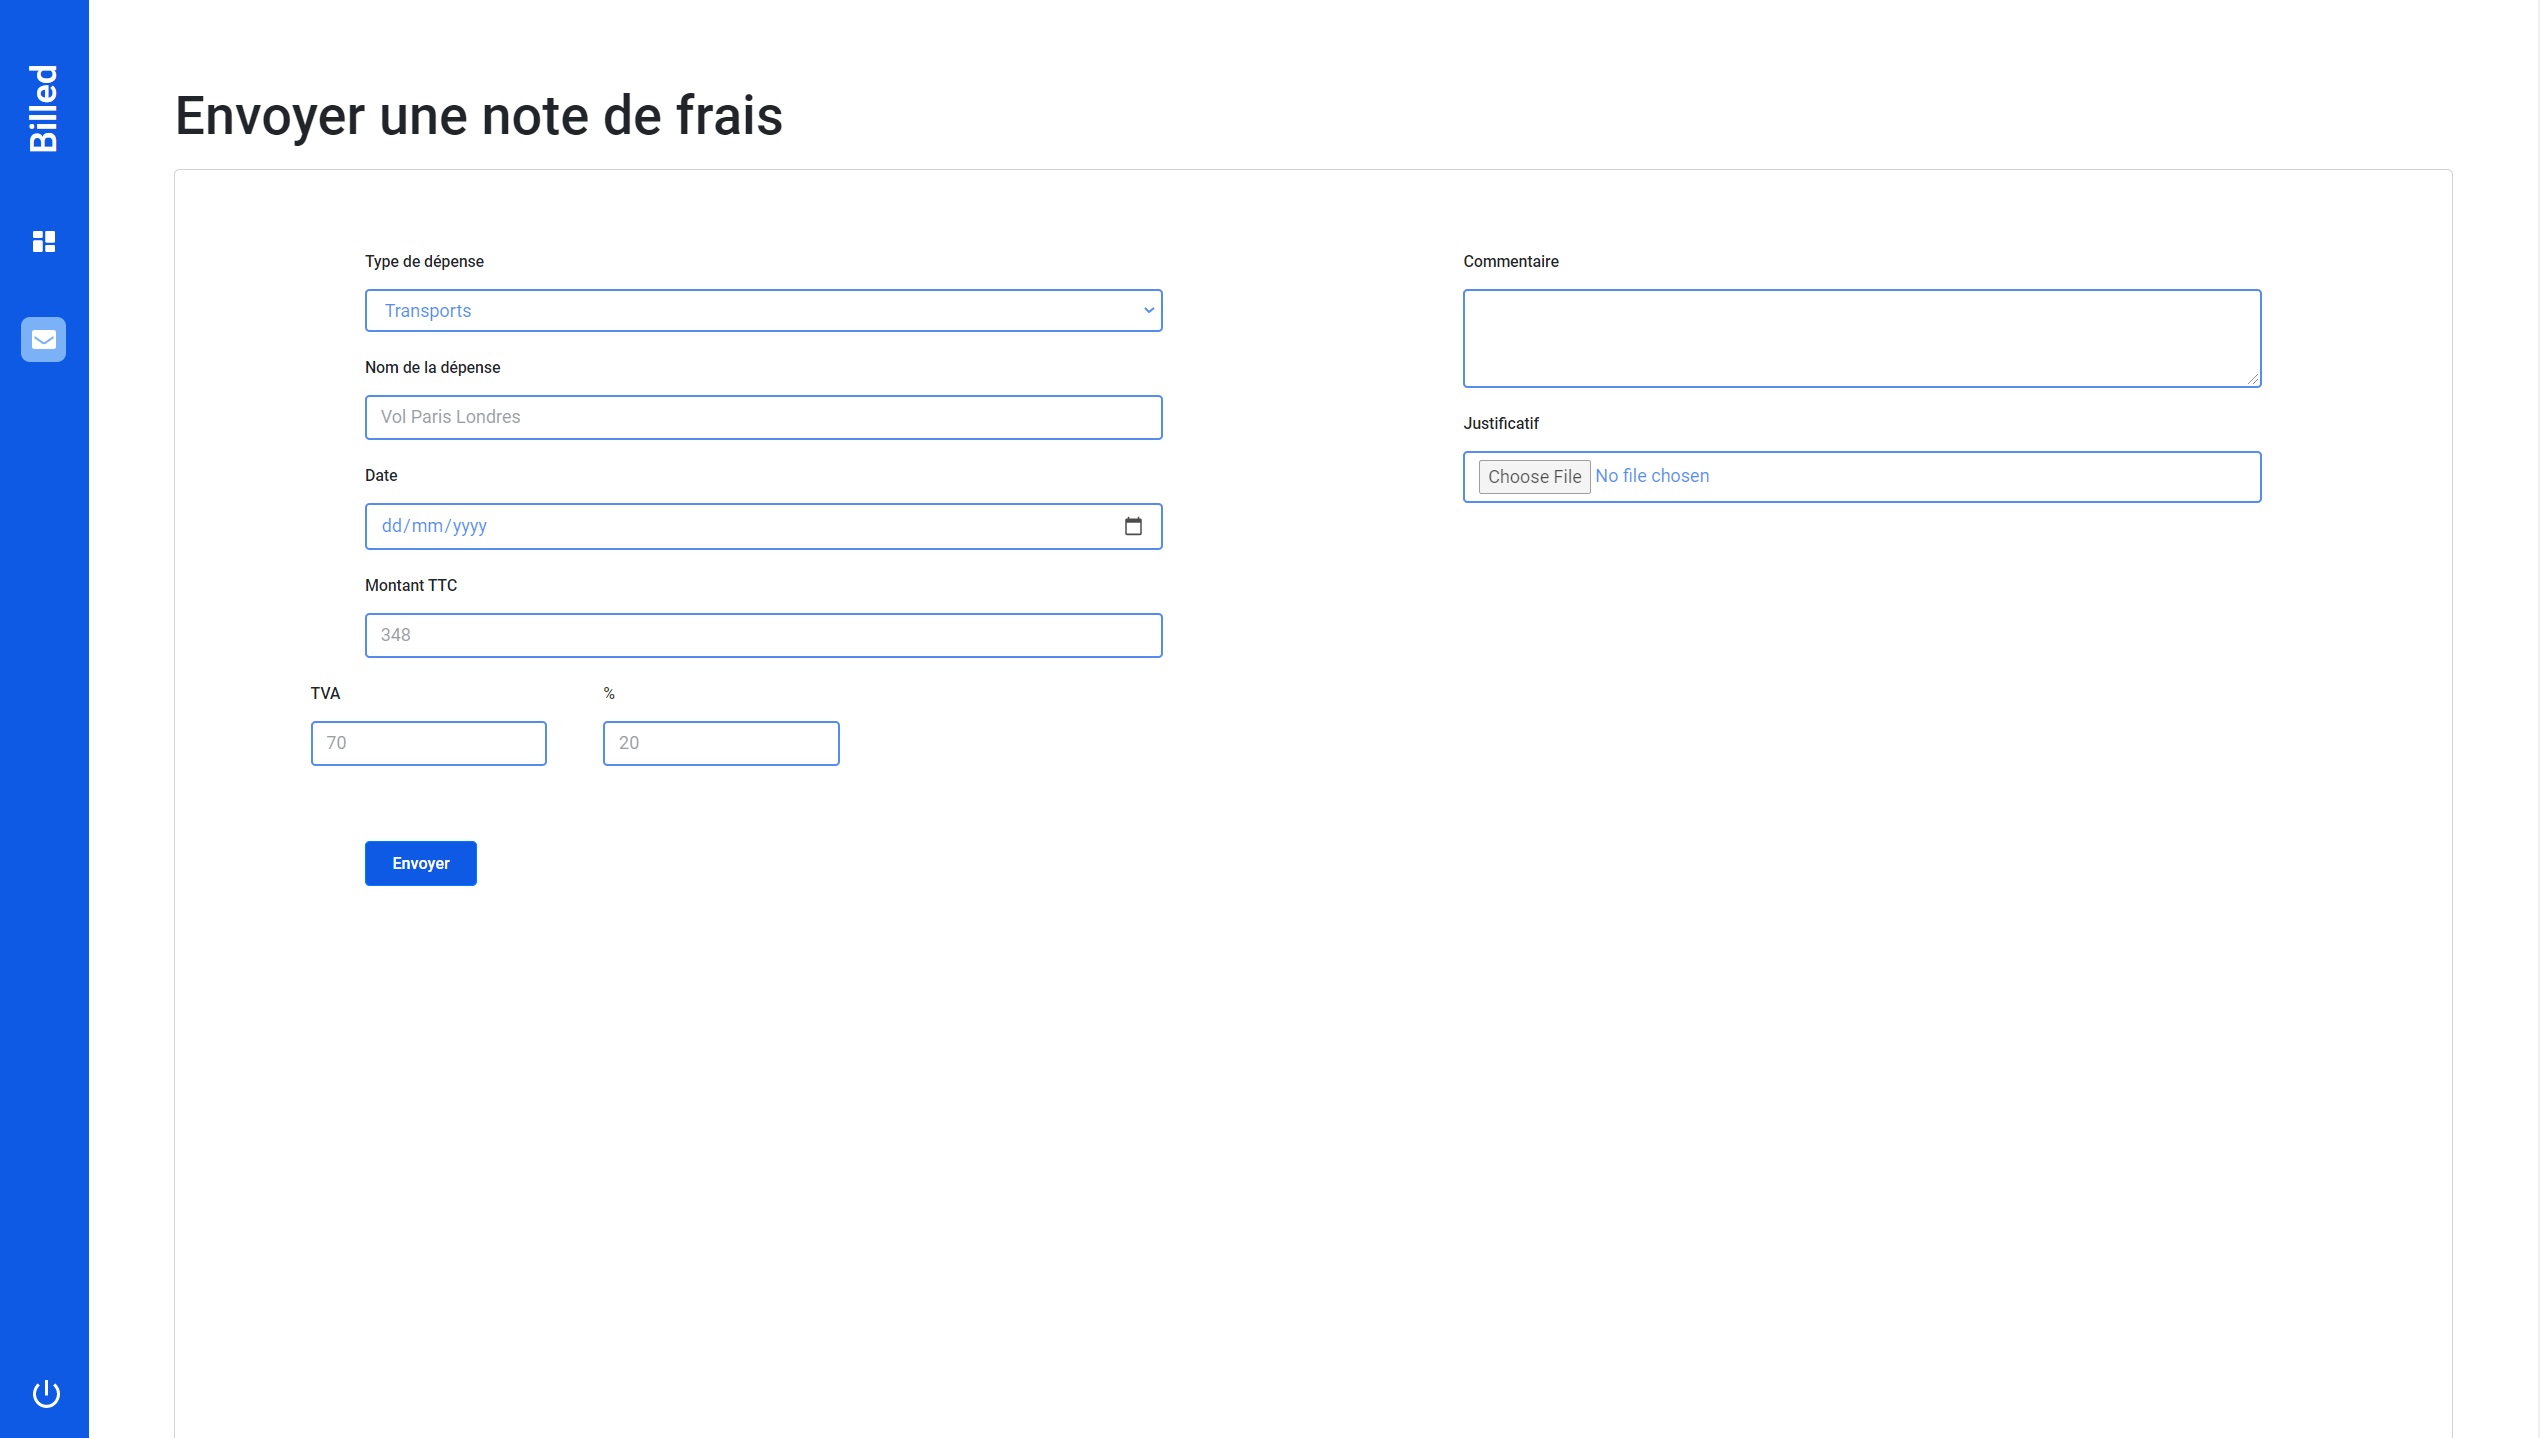 Billed
Envoyer une note de frais
Type de dépense
Transports
Nom de la dépense
Vol Paris Londres
Date
dd/mm/yyyy
Montant TTC
348
TVA
%
70
20
Envoyer
Commentaire
Justificatif
Choose File No file chosen